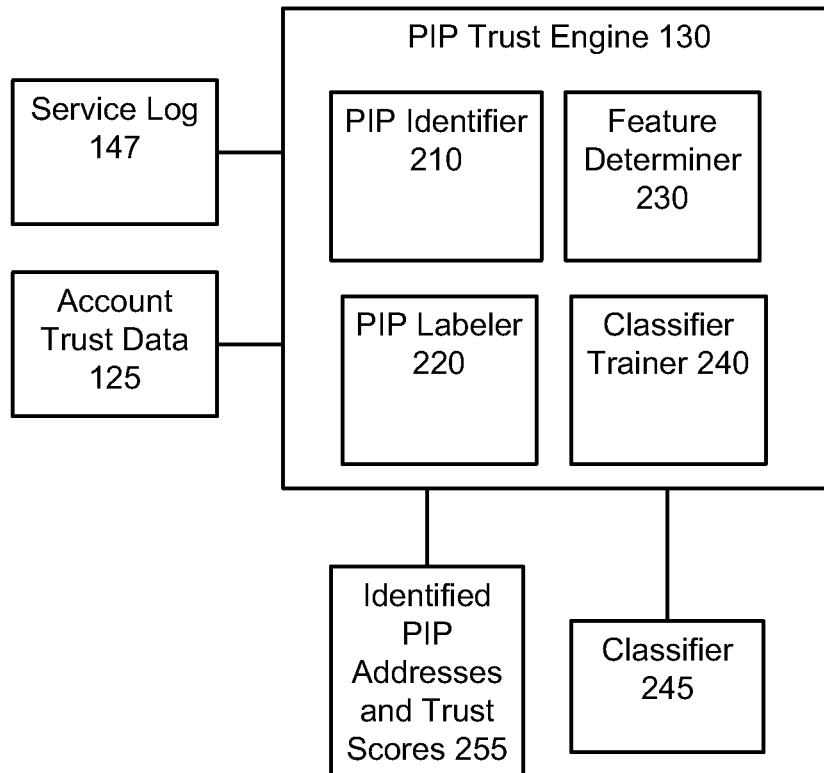 PIP Trust Engine 130
Service Log
147
PIP Identifier
210
Feature
Determiner
230
Account
Trust Data
125
PIP Labeler
220
Classifier
Trainer 240
Identified
PIP
Addresses
and Trust
Scores 255
Classifier
245